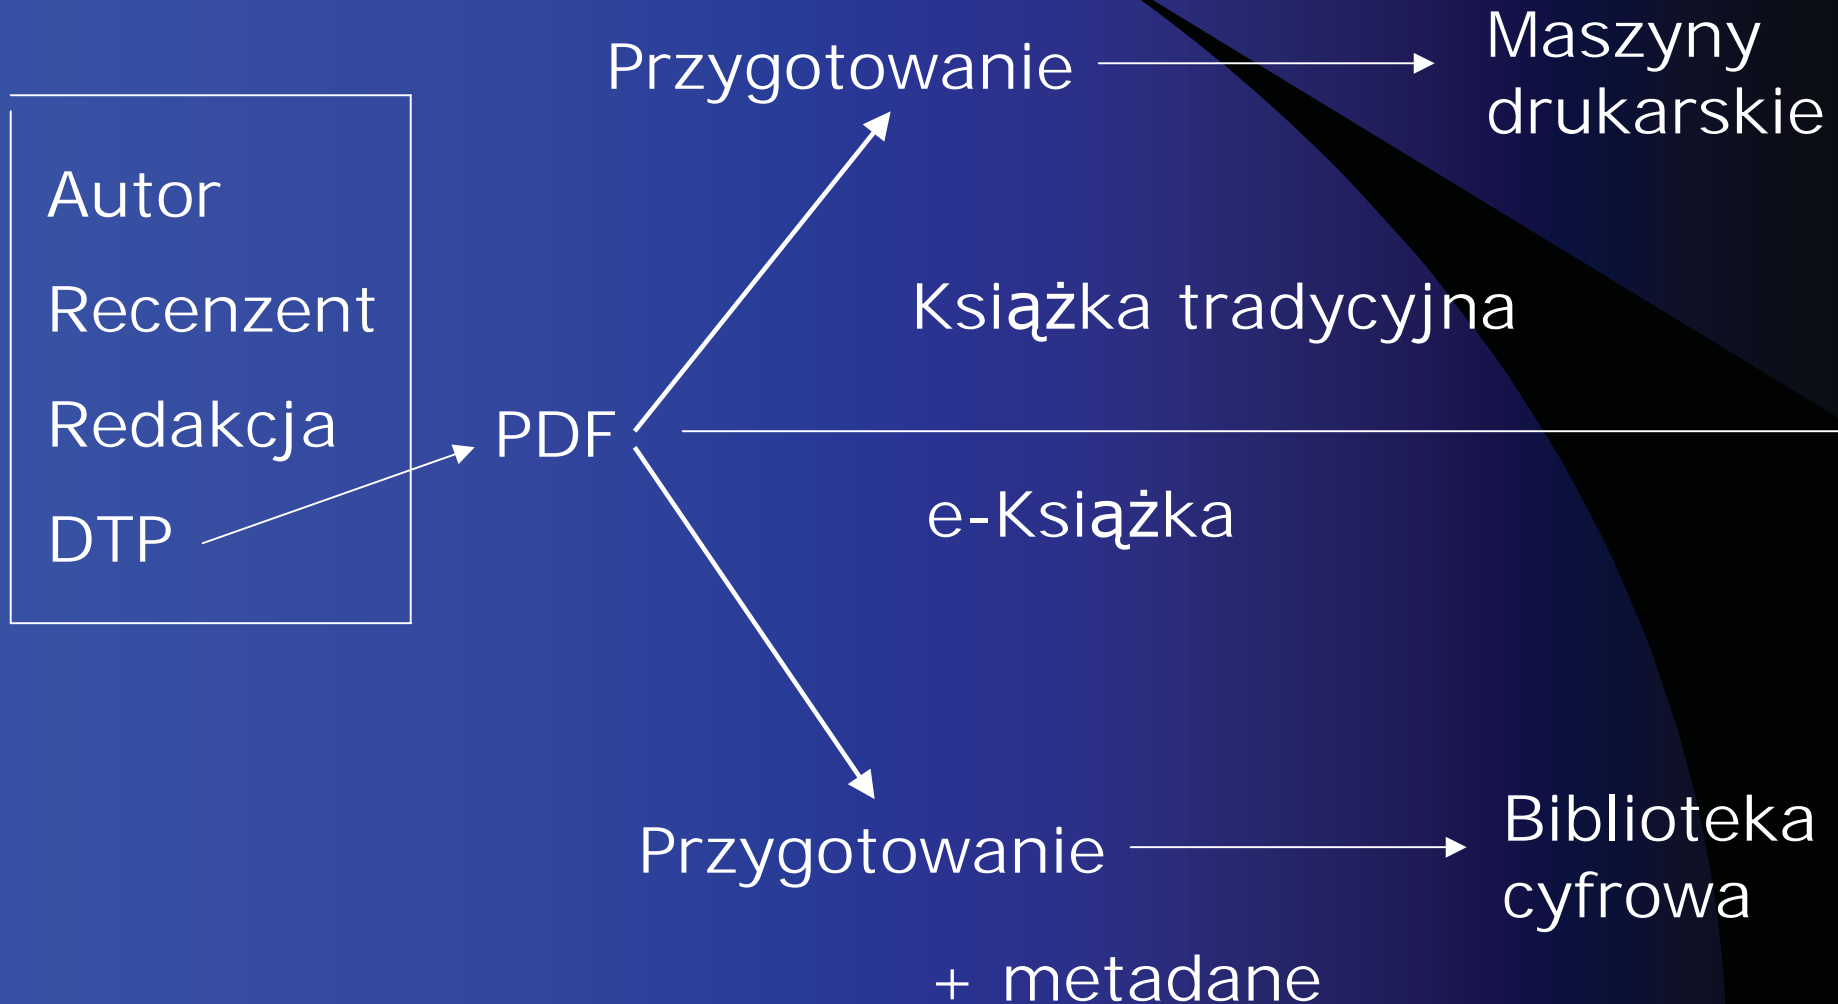 Przygotowanie
Maszyny
drukarskie
Autor
Recenzent
Redakcja
DTP
PDF
Książka tradycyjna
e-Książka
Przygotowanie
+ metadane
Biblioteka
cyfrowa